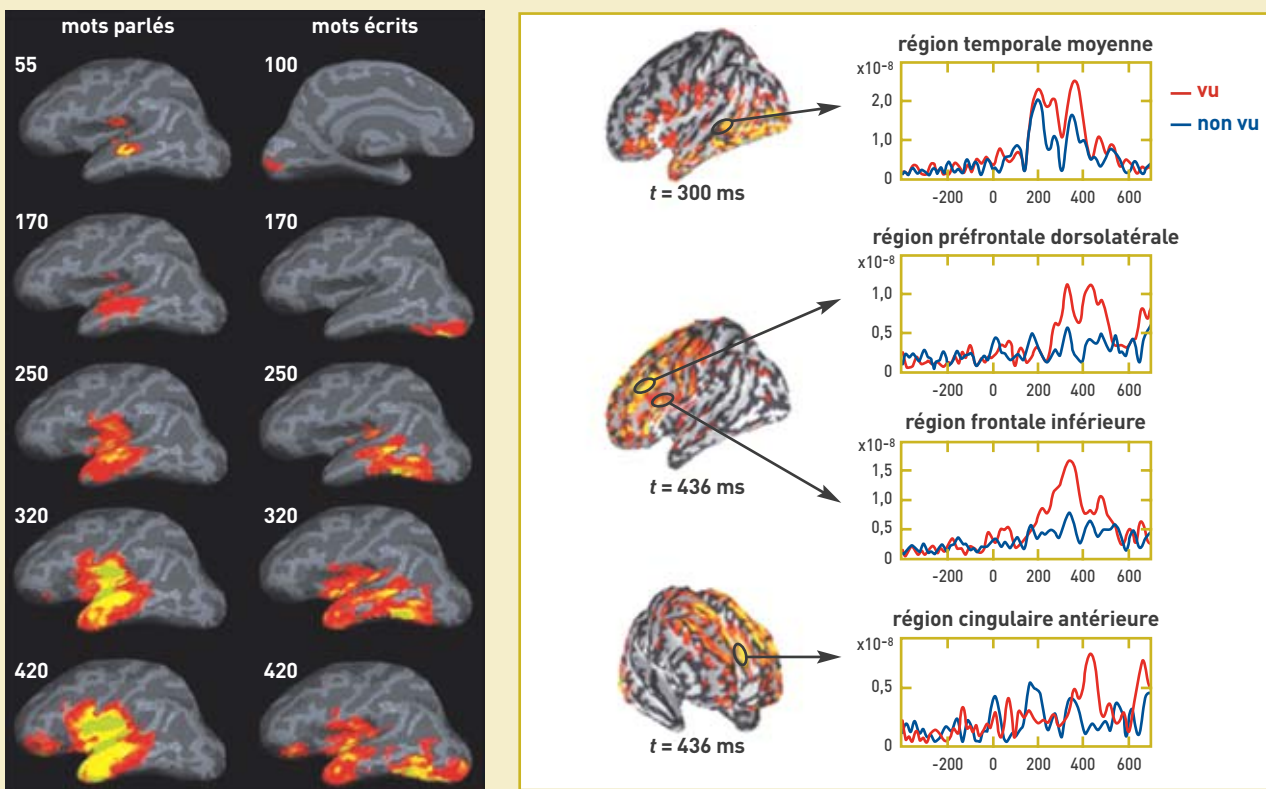 mots parlés
mots écrits
55
100
170
170
250
250
320
320
420
420
région temporale moyenne
x10-8
2,0
1,0
0
-200 0 200 400 600
vu
non vu
t = 300 ms
région préfrontale dorsolatérale
x10-8
1,0
0,5
0
-200 0 200 400 600
t = 436 ms
région frontale inférieure
x10-8
1,5
1,0
0,5
0
-200 0 200 400 600
région cingulaire antérieure
x10-8
0,5
0
-200 0 200 400 600
t = 436 ms